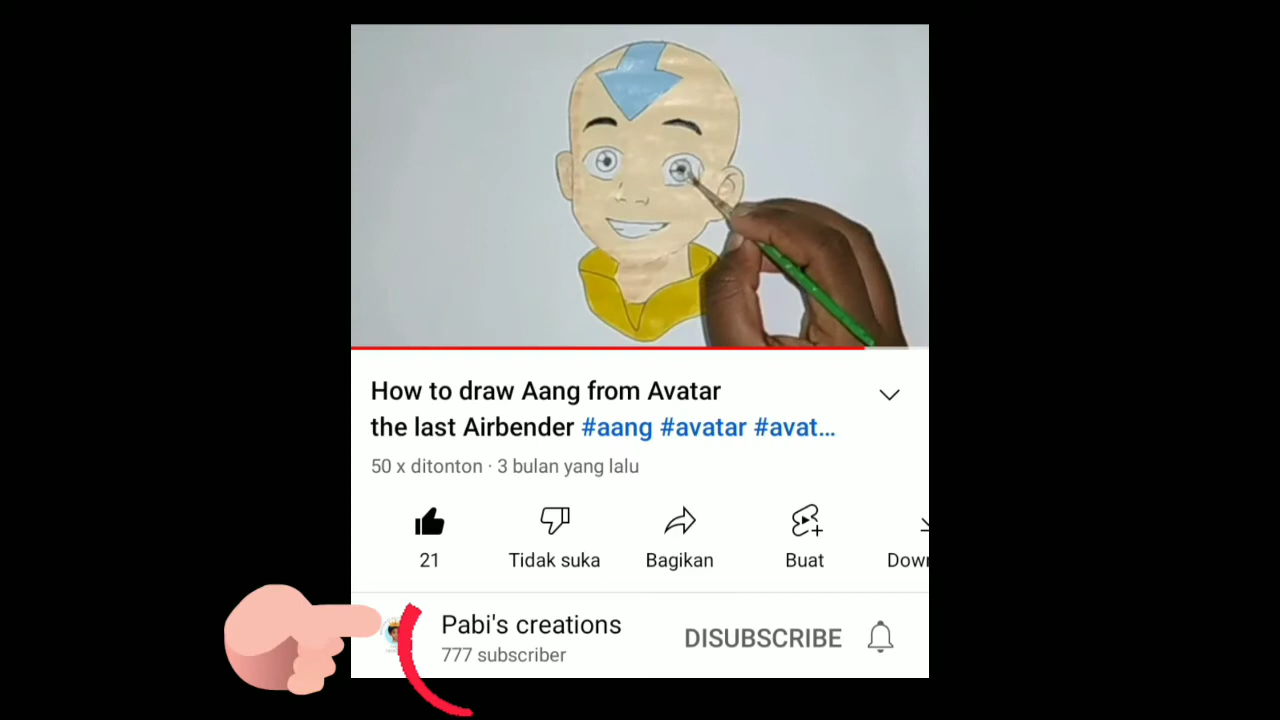 How to draw Aang from Avatar
the last Airbender #aang #avatar #avat...
50 x ditonton · 3 bulan yang lalu
21
Tidak suka
Bagikan
Buat
Down
Pabi's creations
777 subscriber
DISUBSCRIBE